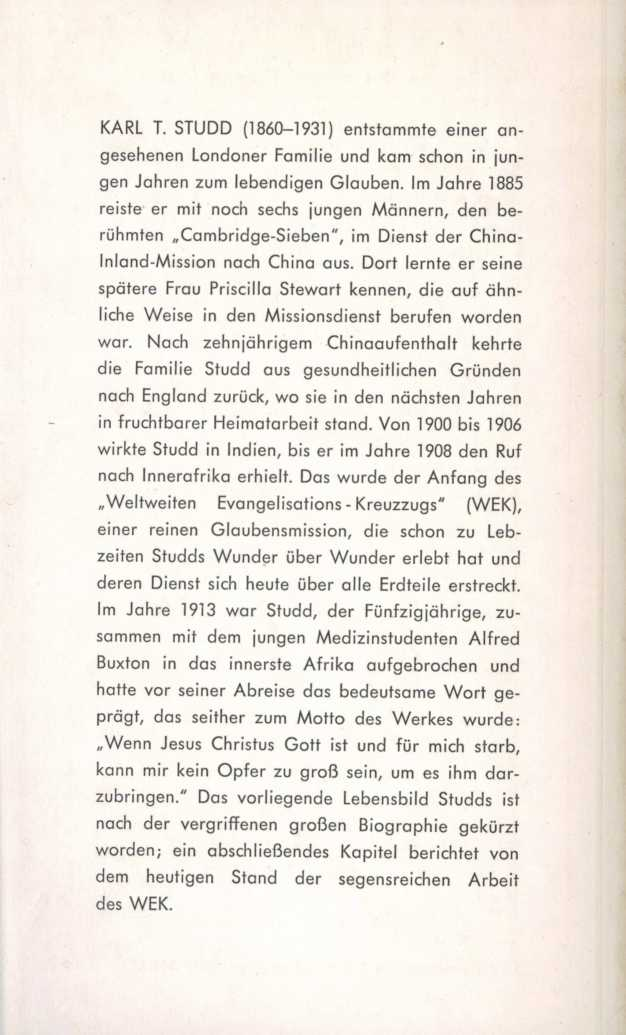 KARL T. STUDD (1860–1931) entstammte einer an-
gesehenen Londoner Familie und kam schon in jun-
gen Jahren zum lebendigen Glauben. Im Jahre 1885
reiste er mit noch sechs jungen Männern, den be-
rühmten „Cambridge-Sieben“, im Dienst der China-
Inland-Mission nach China aus. Dort lernte er seine
spätere Frau Priscilla Stewart kennen, die auf ähn-
liche Weise in den Missionsdienst berufen worden
war. Nach zehnjährigem Chinaaufenthalt kehrte
die Familie Studd aus gesundheitlichen Gründen
nach England zurück, wo sie in den nächsten Jahren
in fruchtbarer Heimatarbeit stand. Von 1900 bis 1906
wirkte Studd in Indien, bis er im Jahre 1908 den Ruf
nach Innerafrika erhielt. Das wurde der Anfang des
„Weltweiten Evangelisations-Kreuzzugs“ (WEK),
einer reinen Glaubensmission, die schon zu Leb-
zeiten Studds Wunder über Wunder erlebt hat und
deren Dienst sich heute über alle Erdteile erstreckt.
Im Jahre 1913 war Studd, der Fünfzigjährige, zu-
sammen mit dem jungen Medizinstudenten Alfred
Buxton in das innerste Afrika aufgebrochen und
hatte vor seiner Abreise das bedeutsame Wort ge-
prägt, das seither zum Motto des Werkes wurde:
„Wenn Jesus Christus Gott ist und für mich starb,
kann mir kein Opfer zu groß sein, um es ihm dar-
zubringen.“ Das vorliegende Lebensbild Studds ist
nach der vergriffenen großen Biographie gekürzt
worden; ein abschließendes Kapitel berichtet von
dem heutigen Stand der segensreichen Arbeit
des WEK.